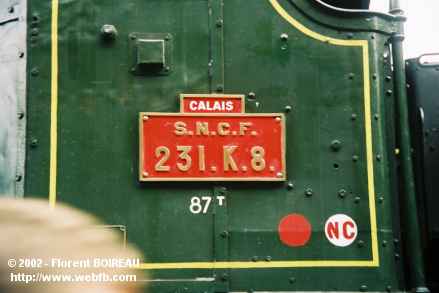 CALAIS
S.N.C.F.
231.K.8.
87 T
NC
© 2002 - Florent BOIREAU
http://www.webfb.com